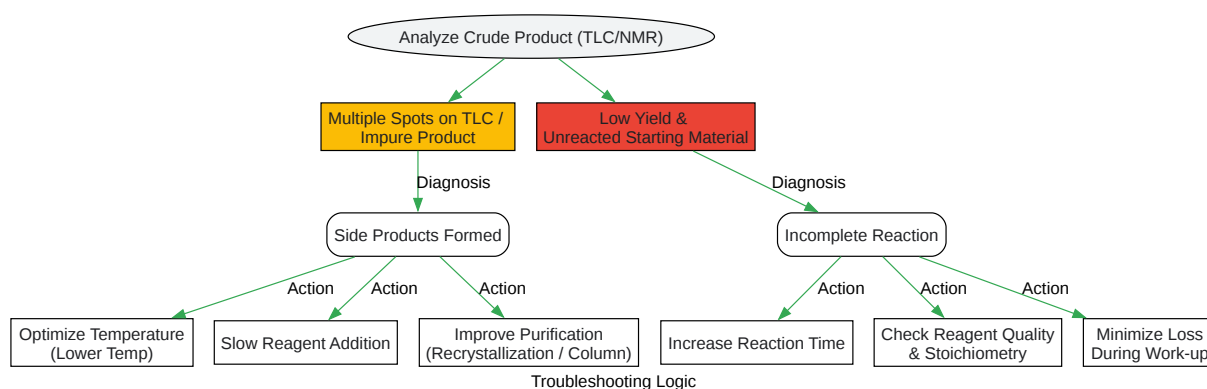 Analyze Crude Product (TLC/NMR)
Multiple Spots on TLC /
Impure Product
Low Yield &
Unreacted Starting Material
Diagnosis
Diagnosis
Side Products Formed
Incomplete Reaction
Action
Action
Action
Action
Action
Action
Optimize Temperature
(Lower Temp)
Slow Reagent Addition
Improve Purification
(Recrystallization / Column)
Increase Reaction Time
Check Reagent Quality
& Stoichiometry
Minimize Loss
During Work-up
Troubleshooting Logic